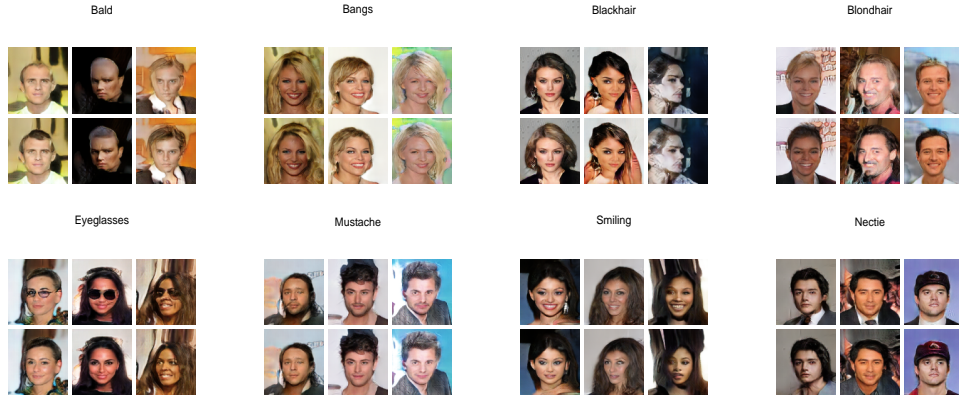 Bald
Bangs
Blackhair
Blondhair
Eyeglasses
Mustache
Smiling
Nectie